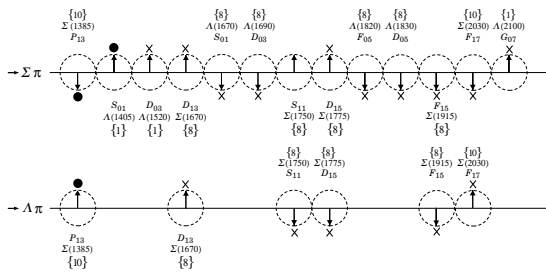 {10} {8} {8} {8} {8} {10} {1}
Σ(1385) Λ(1670) Λ(1690) Λ(1820) Λ(1830) Σ(2030) Λ(2100)
P13 S01 D03 F05 D05 F17 G07
Σ π
S01 D03 D13 S11 D15 F15
Λ(1405) Λ(1520) Σ(1670) Σ(1750) Σ(1775) Σ(1915)
{1} {1} {8} {8} {8} {8}
{8} {8} {8} {10}
Σ(1750) Σ(1775) Σ(1915) Σ(2030)
S11 D15 F15 F17
Λ π
P13 D13
Σ(1385) Σ(1670)
{10} {8}